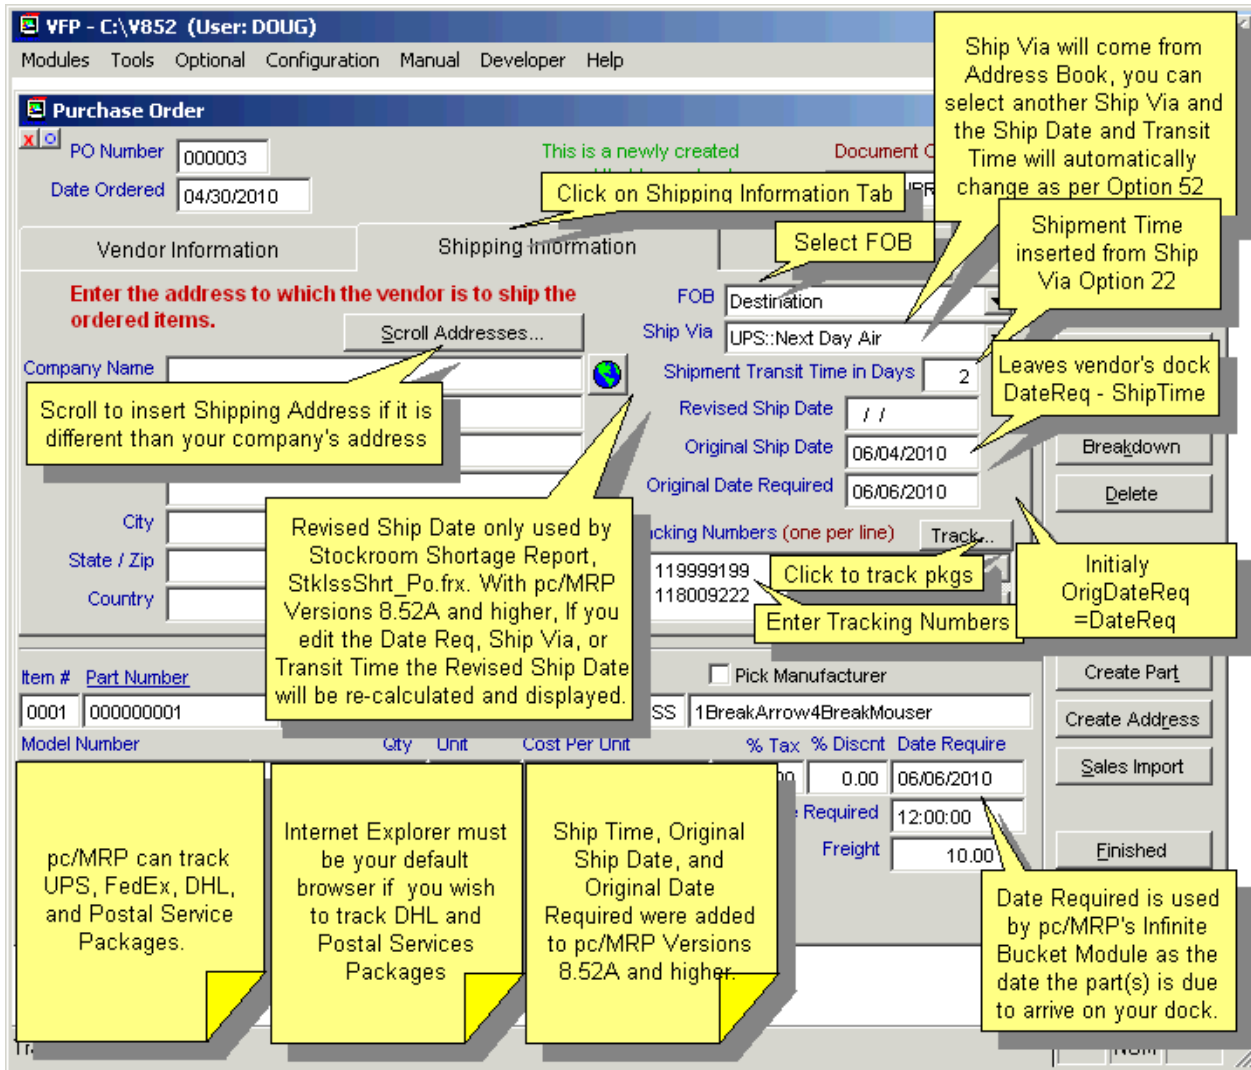 VFP - C:\V852 (User: DOUG)
Modules Tools Optional Configuration Manual Developer Help
Purchase Order
PO Number 000003
Date Ordered 04/30/2010
This is a newly created
Document
Click on Shipping Information Tab
Ship Via will come from
Address Book, you can
select another Ship Via and
the Ship Date and Transit
Time will automatically
change as per Option 52
Vendor Information
Shipping Information
Select FOB
Shipment Time
inserted from Ship
Via Option 22
Enter the address to which the vendor is to ship the
ordered items.
Scroll Addresses...
FOB Destination
Ship Via UPS::Next Day Air
Company Name
Shipment Transit Time in Days 2
Leaves vendor's dock
DateReq - ShipTime
Scroll to insert Shipping Address if it is
different than your company's address
Revised Ship Date / /
Original Ship Date 06/04/2010
Original Date Required 06/06/2010
Breakdown
Delete
City
State / Zip
Country
Revised Ship Date only used by
Stockroom Shortage Report,
StkIssShrt_Po.frx. With pc/MRP
Versions 8.52A and higher, If you
edit the Date Req, Ship Via, or
Transit Time the Revised Ship Date
will be re-calculated and displayed.
Numbers (one per line) Track...
119999199
118009222
Click to track pkgs
Enter Tracking Numbers
Initialy
OrigDateReq
=DateReq
Item # Part Number
Pick Manufacturer
Create Part
0001 000000001
1BreakArrow4BreakMouser
Create Address
Model Number Qty Unit Cost Per Unit % Tax % Discnt Date Require
0.00 06/06/2010
Sales Import
Required 12:00:00
Freight 10.00
Finished
pc/MRP can track
UPS, FedEx, DHL,
and Postal Service
Packages.
Internet Explorer must
be your default
browser if you wish
to track DHL and
Postal Services
Packages
Ship Time, Original
Ship Date, and
Original Date
Required were added
to pc/MRP Versions
8.52A and higher.
Date Required is used
by pc/MRP's Infinite
Bucket Module as the
date the part(s) is due
to arrive on your dock.
NUM